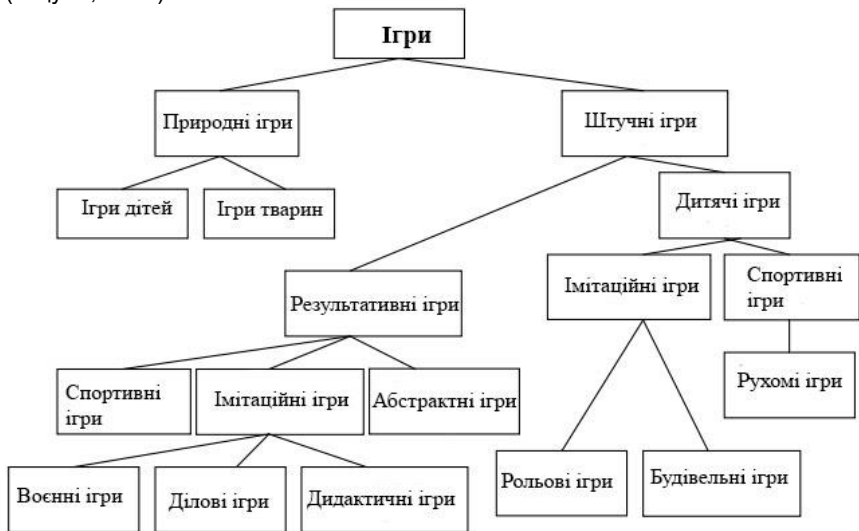 Ігри
Природні ігри
Штучні ігри
Ігри дітей
Ігри тварин
Дитячі ігри
Результативні ігри
Імітаційні ігри
Спортивні
ігри
Спортивні
ігри
Імітаційні ігри
Абстрактні ігри
Рухомі ігри
Воєнні ігри
Ділові ігри
Дидактичні ігри
Рольові ігри
Будівельні ігри